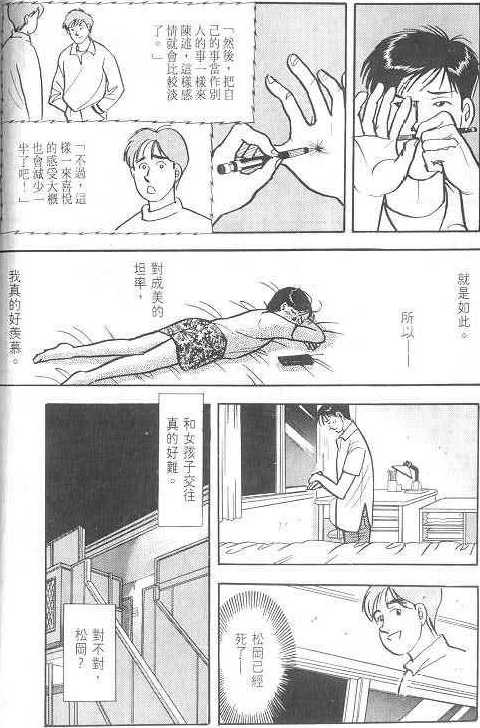 「然後，把自
己的事當作別
人的事一樣來
陳述，這樣感
情就會比較淡
了。」
「不過，這
樣一來喜悅
的感受大概
也會減少一
半了吧！」
就是如此。
所以——
對成美的
坦率，
我真的好羨慕。
松岡已經
死了——
和女孩子交往
真的好難。
對不對，
松岡？